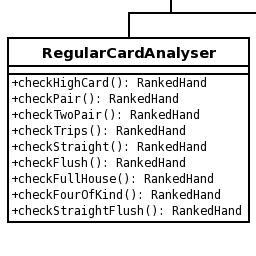 RegularCardAnalyser
+checkHighCard(): RankedHand
+checkPair(): RankedHand
+checkTwoPair(): RankedHand
+checkTrips(): RankedHand
+checkStraight(): RankedHand
+checkFlush(): RankedHand
+checkFullHouse(): RankedHand
+checkFourOfKind(): RankedHand
+checkStraightFlush(): RankedHand